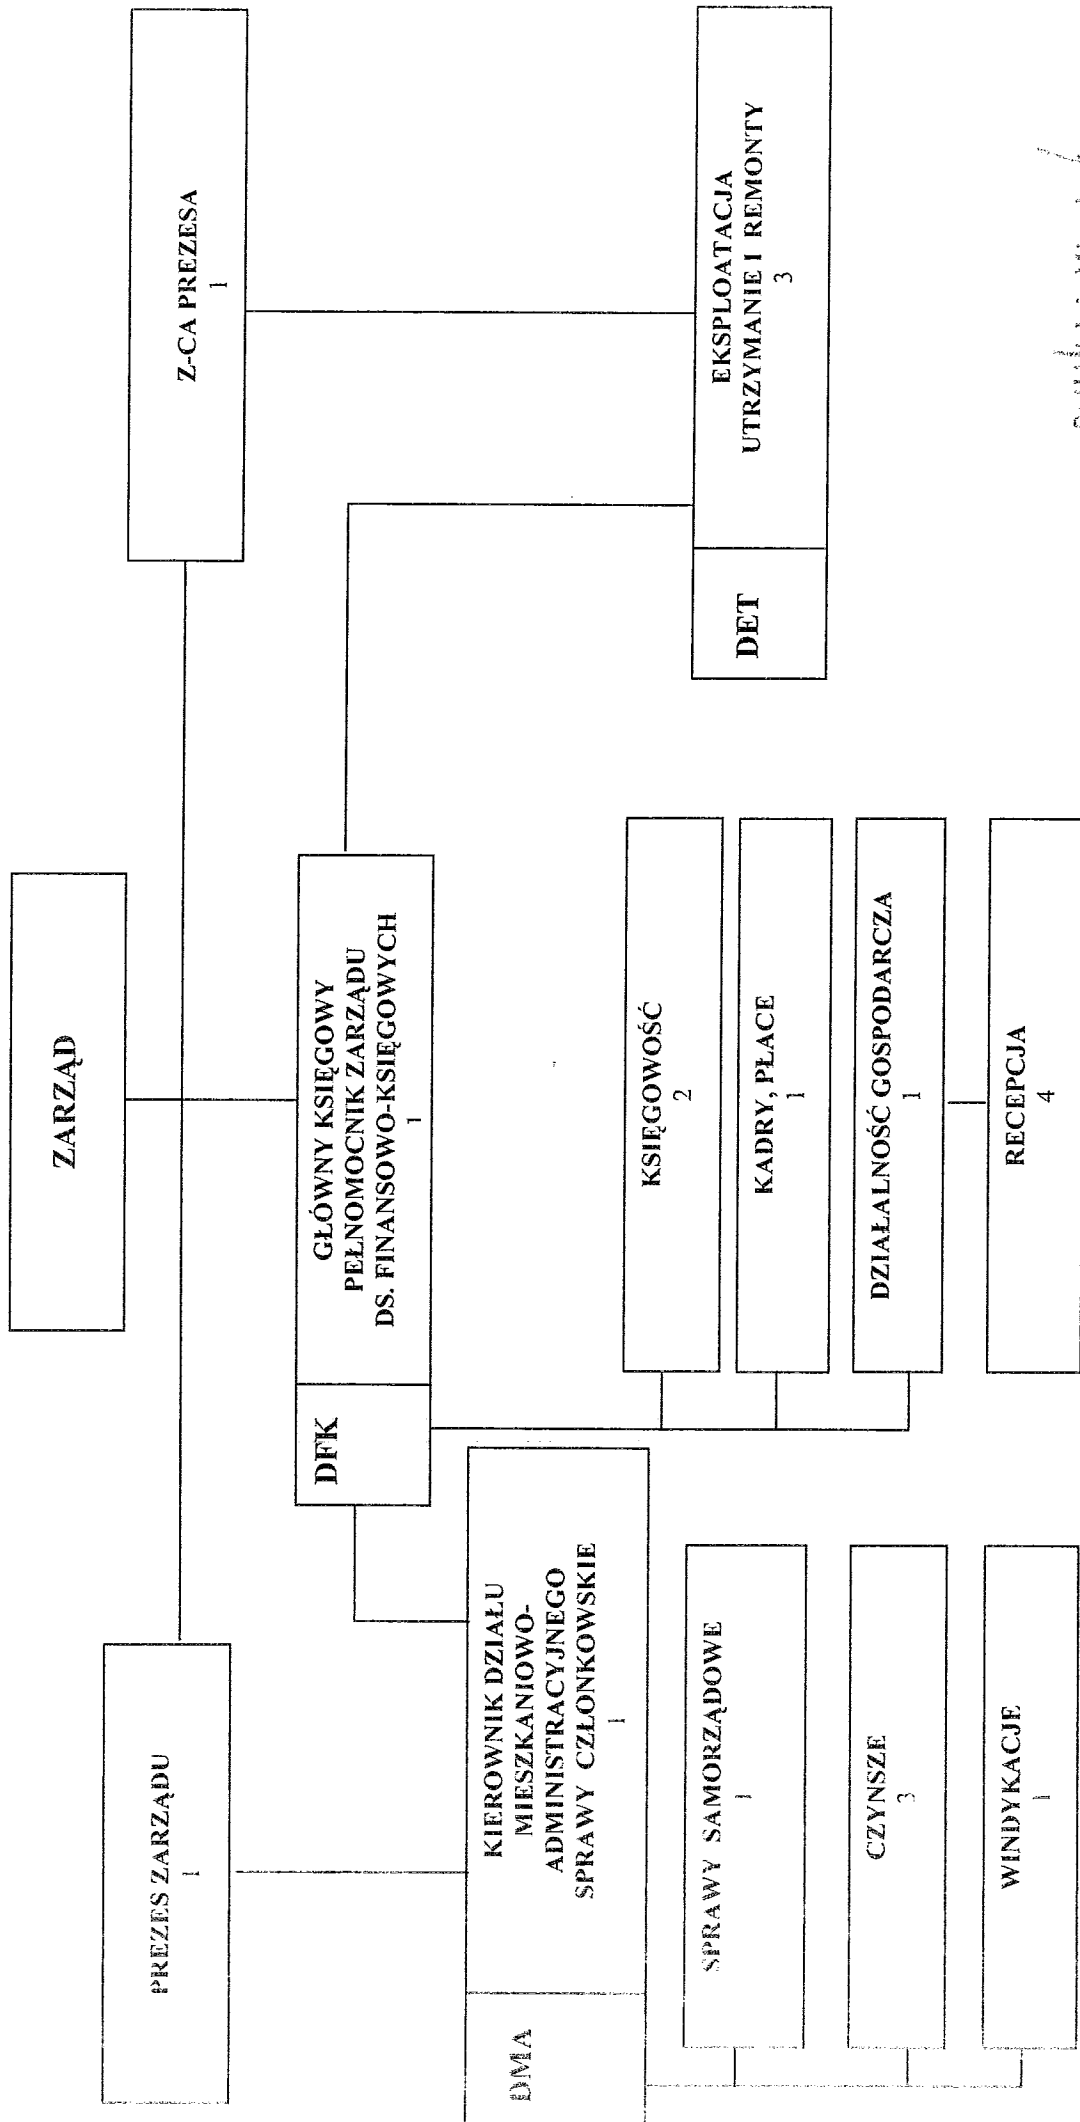 ZARZĄD
PREZES ZARZĄDU
1
Z-CA PREZESA
1
DFK
GŁÓWNY KSIĘGOWY
PEŁNOMOCNIK ZARZĄDU
DS. FINANSOWO-KSIĘGOWYCH
1
DMA
KIEROWNIK DZIAŁU
MIESZKANIOWO-
ADMINISTRACYJNEGO
SPRAWY CZŁONKOWSKIE
1
SPRAWY SAMORZĄDOWE
1
CZYNSZE
3
WINDYKACJE
1
KSIĘGOWOŚĆ
2
KADRY, PŁACE
1
DZIAŁALNOŚĆ GOSPODARCZA
1
RECEPCJA
4
DET
EKSPLOATACJA
UTRZYMANIE I REMONTY
3